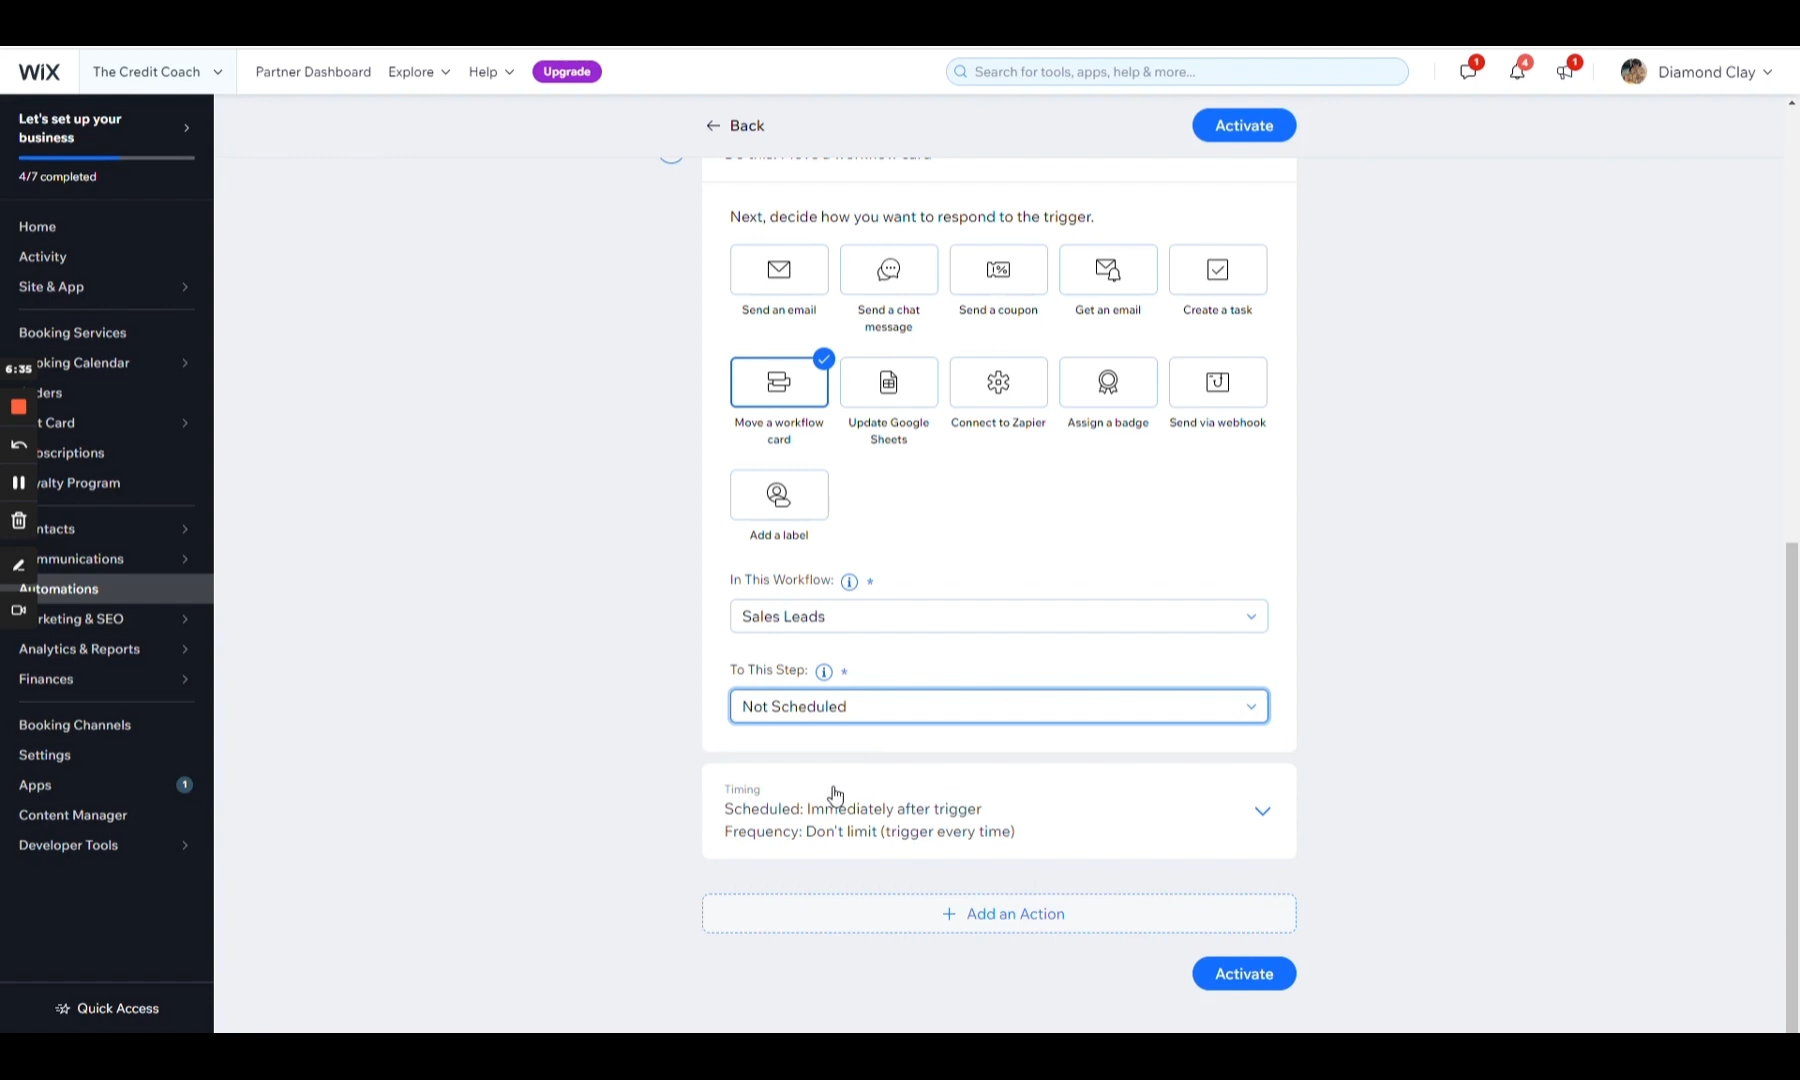 WiX
The Credit Coach
Partner Dashboard
Explore
Help
Upgrade
Search for tools, apps, help & more...
1
4
1
Diamond Clay
Let's set up your
business
4/7 completed
Home
Activity
Site & App
Booking Services
oking Calendar
6:35
ders
t Card
bscriptions
yalty Program
ntacts
mmunications
Automations
rketing & SEO
Analytics & Reports
Finances
Booking Channels
Settings
Apps
1
Content Manager
Developer Tools
Quick Access
Back
Activate
Next, decide how you want to respond to the trigger.
Send an email
Send a chat
message
Send a coupon
Get an email
Create a task
Move a workflow
card
Update Google
Sheets
Connect to Zapier
Assign a badge
Send via webhook
Add a label
In This Workflow: *
Sales Leads
To This Step: *
Not Scheduled
Timing
Scheduled: Immediately after trigger
Frequency: Don't limit (trigger every time)
+ Add an Action
Activate